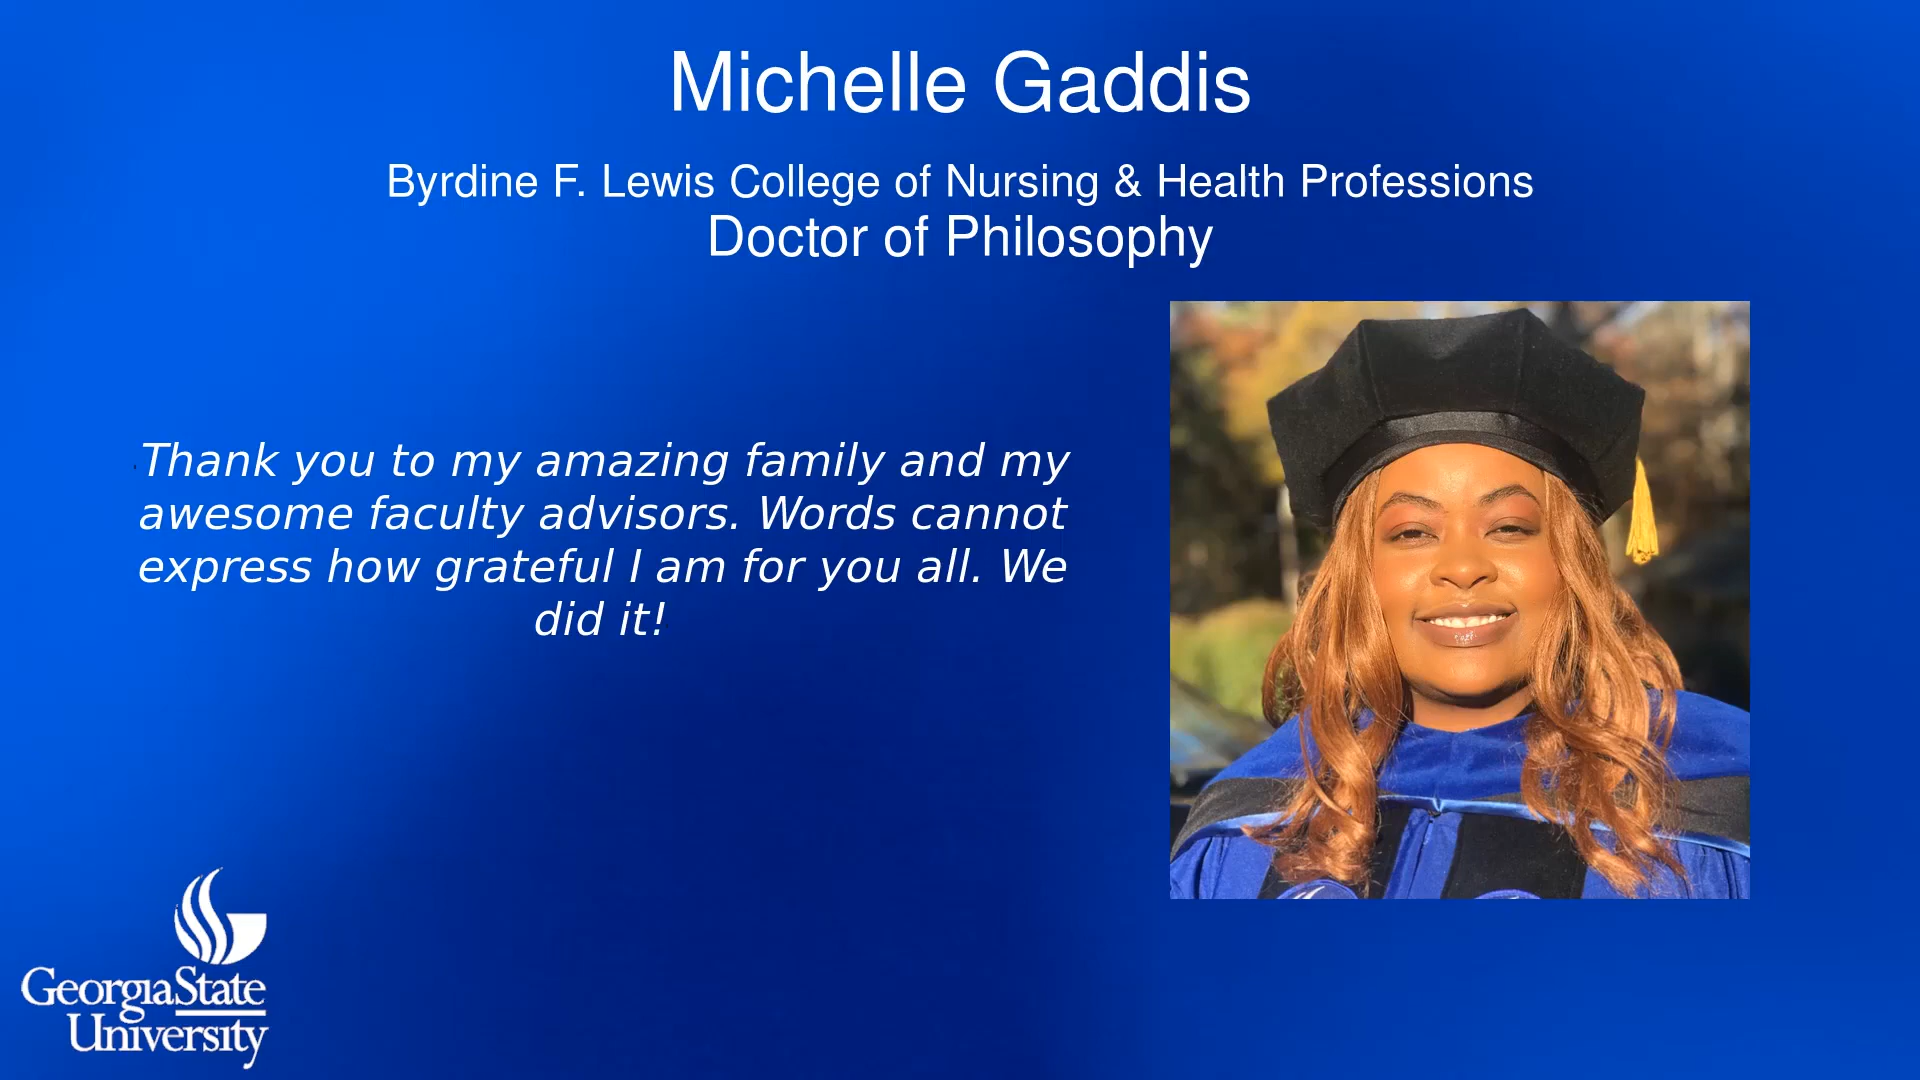 Michelle Gaddis
Byrdine F. Lewis College of Nursing & Health Professions
Doctor of Philosophy
Thank you to my amazing family and my
awesome faculty advisors. Words cannot
express how grateful I am for you all. We
did it!
GeorgiaState
University